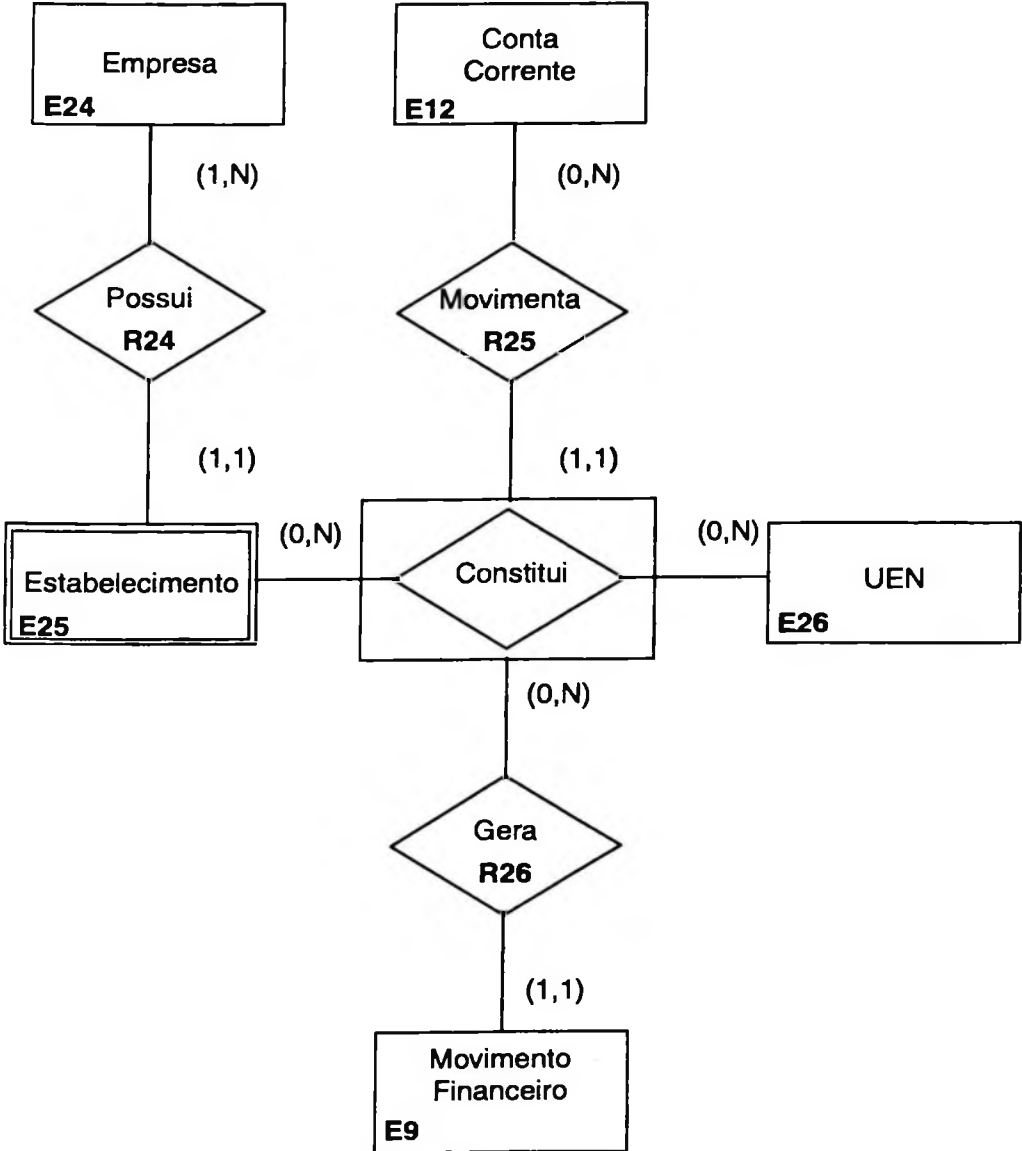 Empresa
E24
Conta
Corrente
E12
(1,N)
(0,N)
Possui
R24
Movimenta
R25
(1,1)
(1,1)
Estabelecimento
E25
(0,N)
Constitui
(0,N)
UEN
E26
(0,N)
Gera
R26
(1,1)
Movimento
Financeiro
E9